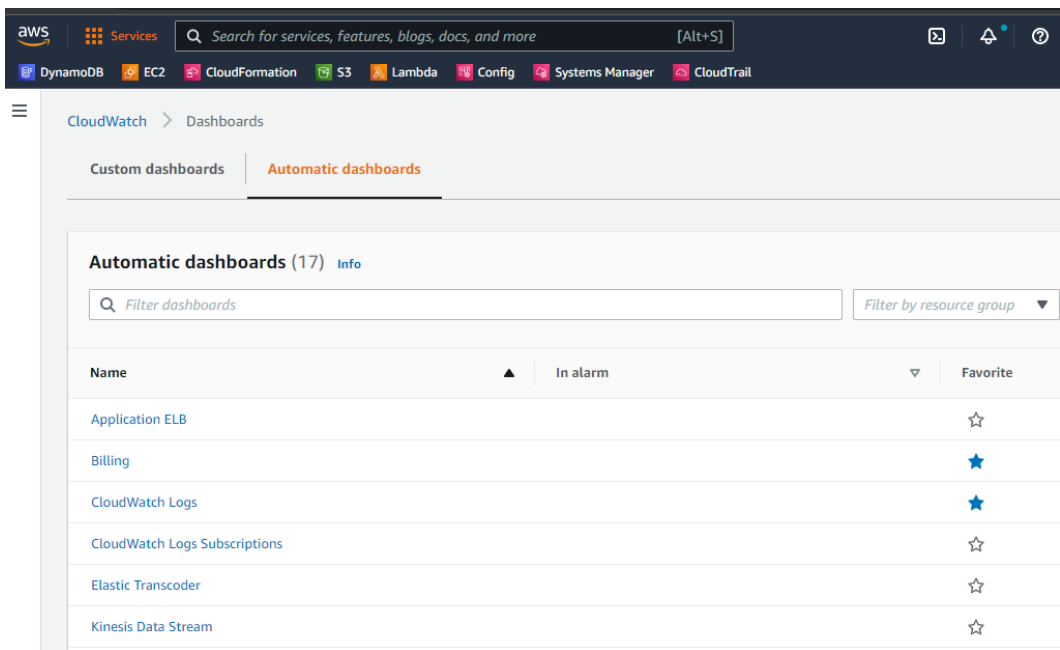 aws Services Search for services, features, blogs, docs, and more [Alt+S]
DynamoDB EC2 CloudFormation S3 Lambda Config Systems Manager CloudTrail
CloudWatch Dashboards
Custom dashboards Automatic dashboards
Automatic dashboards (17) Info
Filter dashboards Filter by resource group
Name In alarm Favorite
Application ELB
Billing
CloudWatch Logs
CloudWatch Logs Subscriptions
Elastic Transcoder
Kinesis Data Stream